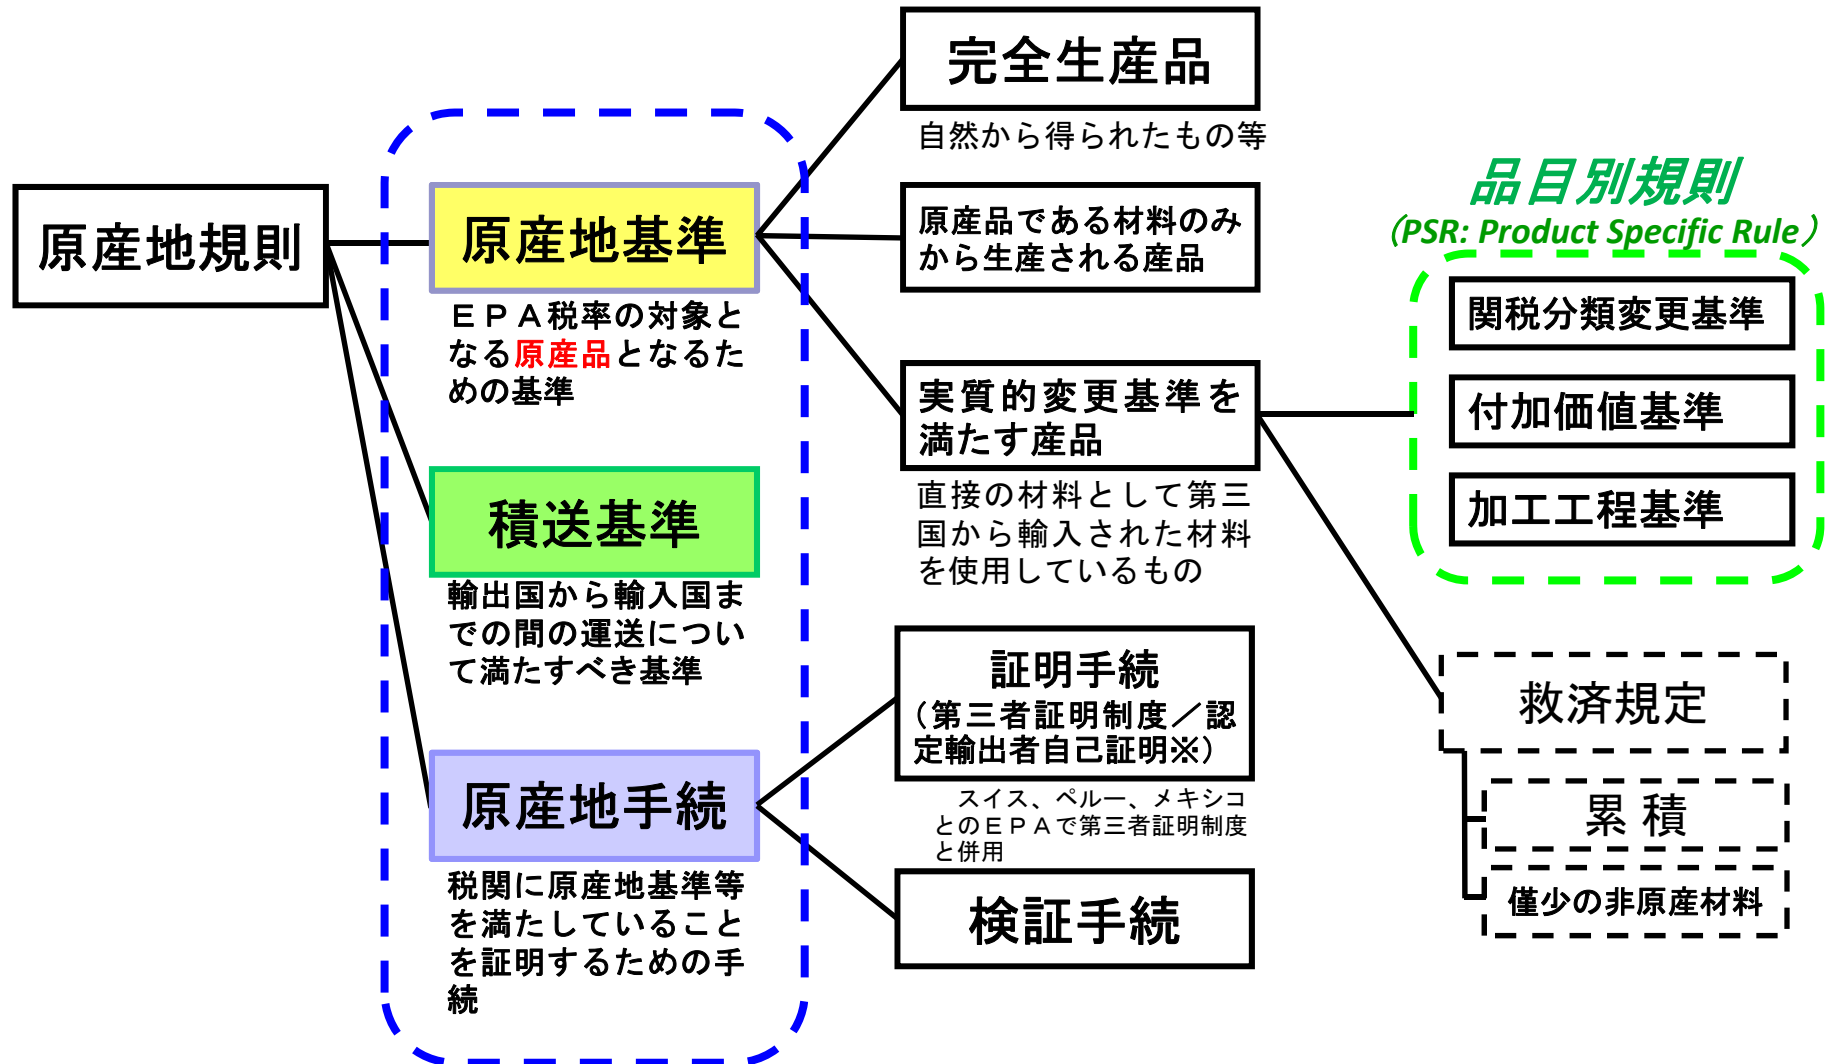 原産地規則
原産地基準
ＥＰＡ税率の対象と
なる原産品となるた
めの基準
積送基準
輸出国から輸入国ま
での間の運送につい
て満たすべき基準
原産地手続
税関に原産地基準等
を満たしていること
を証明するための手
続
完全生産品
自然から得られたもの等
原産品である材料のみ
から生産される産品
実質的変更基準を
満たす産品
直接の材料として第三
国から輸入された材料
を使用しているもの
証明手続
（第三者証明制度／認
定輸出者自己証明※）
スイス、ペルー、メキシコ
とのＥＰＡで第三者証明制度
と併用
検証手続
品目別規則
（PSR: Product Specific Rule）
関税分類変更基準
付加価値基準
加工工程基準
救済規定
累 積
僅少の非原産材料